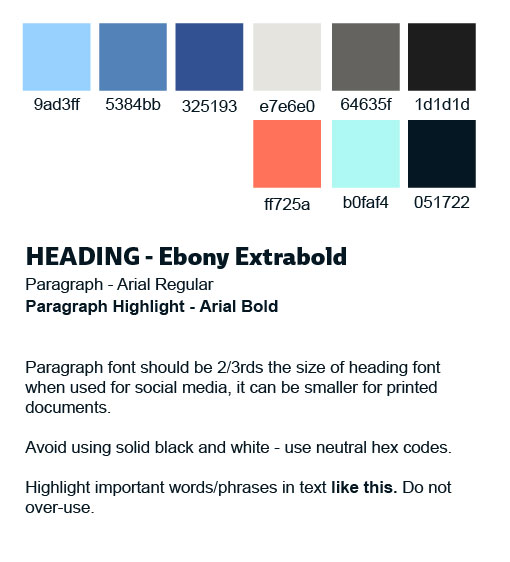 9ad3ff 5384bb 325193 e7e6e0 64635f 1d1d1d
ff725a b0faf4 051722
HEADING - Ebony Extrabold
Paragraph - Arial Regular
Paragraph Highlight - Arial Bold
Paragraph font should be 2/3rds the size of heading font
when used for social media, it can be smaller for printed
documents.
Avoid using solid black and white - use neutral hex codes.
Highlight important words/phrases in text like this. Do not
over-use.